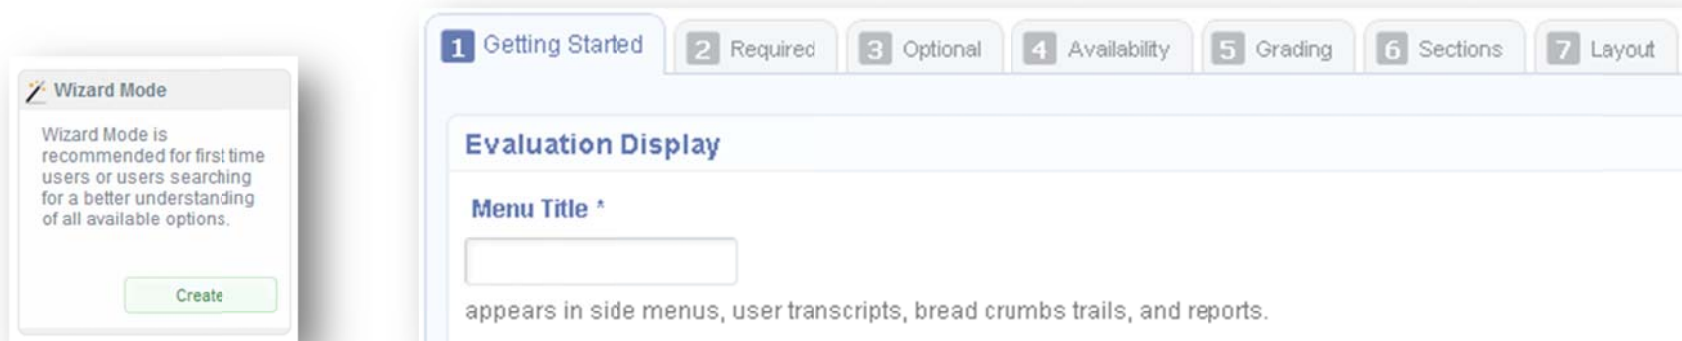 Wizard Mode
Wizard Mode is
recommended for first time
users or users searching
for a better understanding
of all available options.
Create
1 Getting Started
2 Required
3 Optional
4 Availability
5 Grading
6 Sections
7 Layout
Evaluation Display
Menu Title *
appears in side menus, user transcripts, bread crumbs trails, and reports.